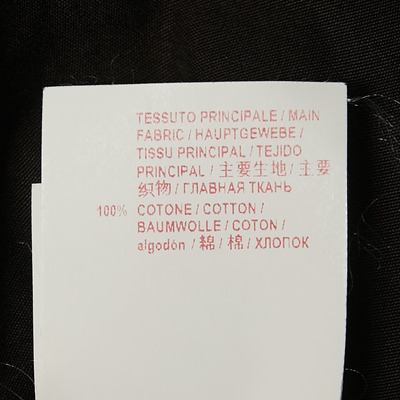 TESSUTO PRINCIPALE / MAIN
FABRIC / HAUPTGEWEBE /
TISSU PRINCIPAL / TEJIDO
PRINCIPAL / 主要生地 / 主要
织物 / ГЛАВНАЯ ТКАНЬ
100% COTONE / COTTON /
BAUMWOLLE / COTON /
algodón / 綿 / 棉 / ХЛОПОК